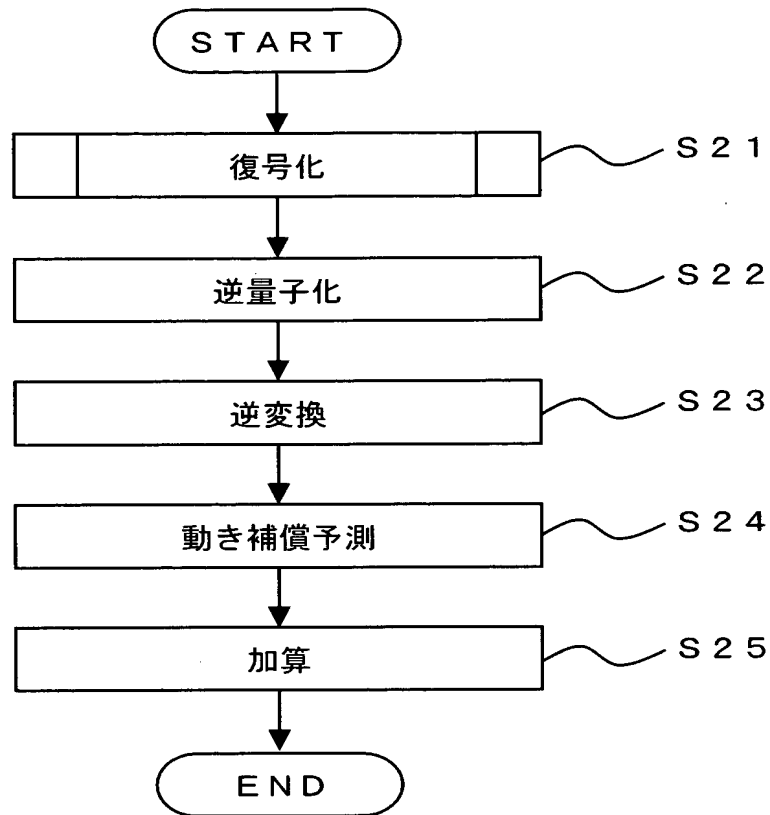 START
復号化
S21
逆量子化
S22
逆変換
S23
動き補償予測
S24
加算
S25
END